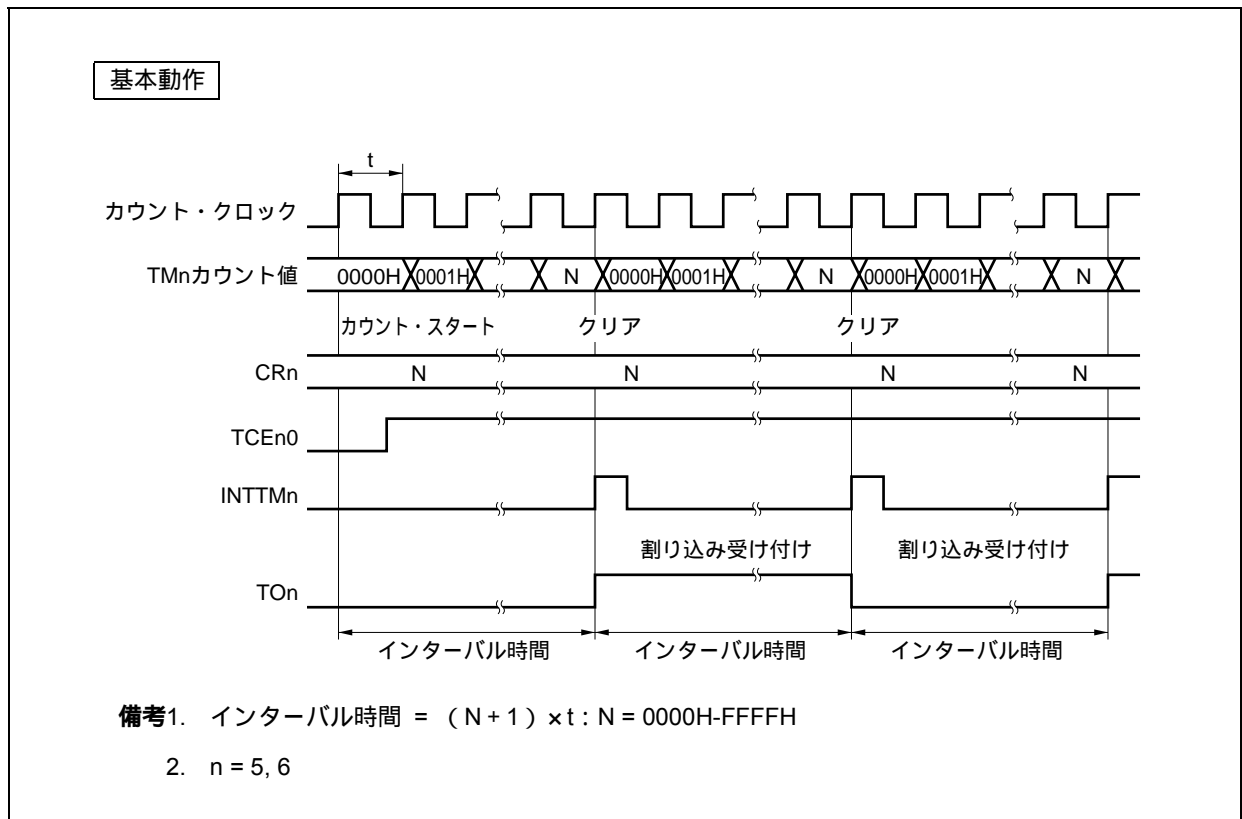 基本動作
t
カウント・クロック
TMnカウント値 0000H 0001H N 0000H 0001H N 0000H 0001H N
カウント・スタート クリア クリア
CRn N N N N
TCEn0
INTTMn
割り込み受け付け 割り込み受け付け
TOn
インターバル時間 インターバル時間 インターバル時間
備考1. インターバル時間 = （N + 1）× t : N = 0000H-FFFFH
2. n = 5, 6